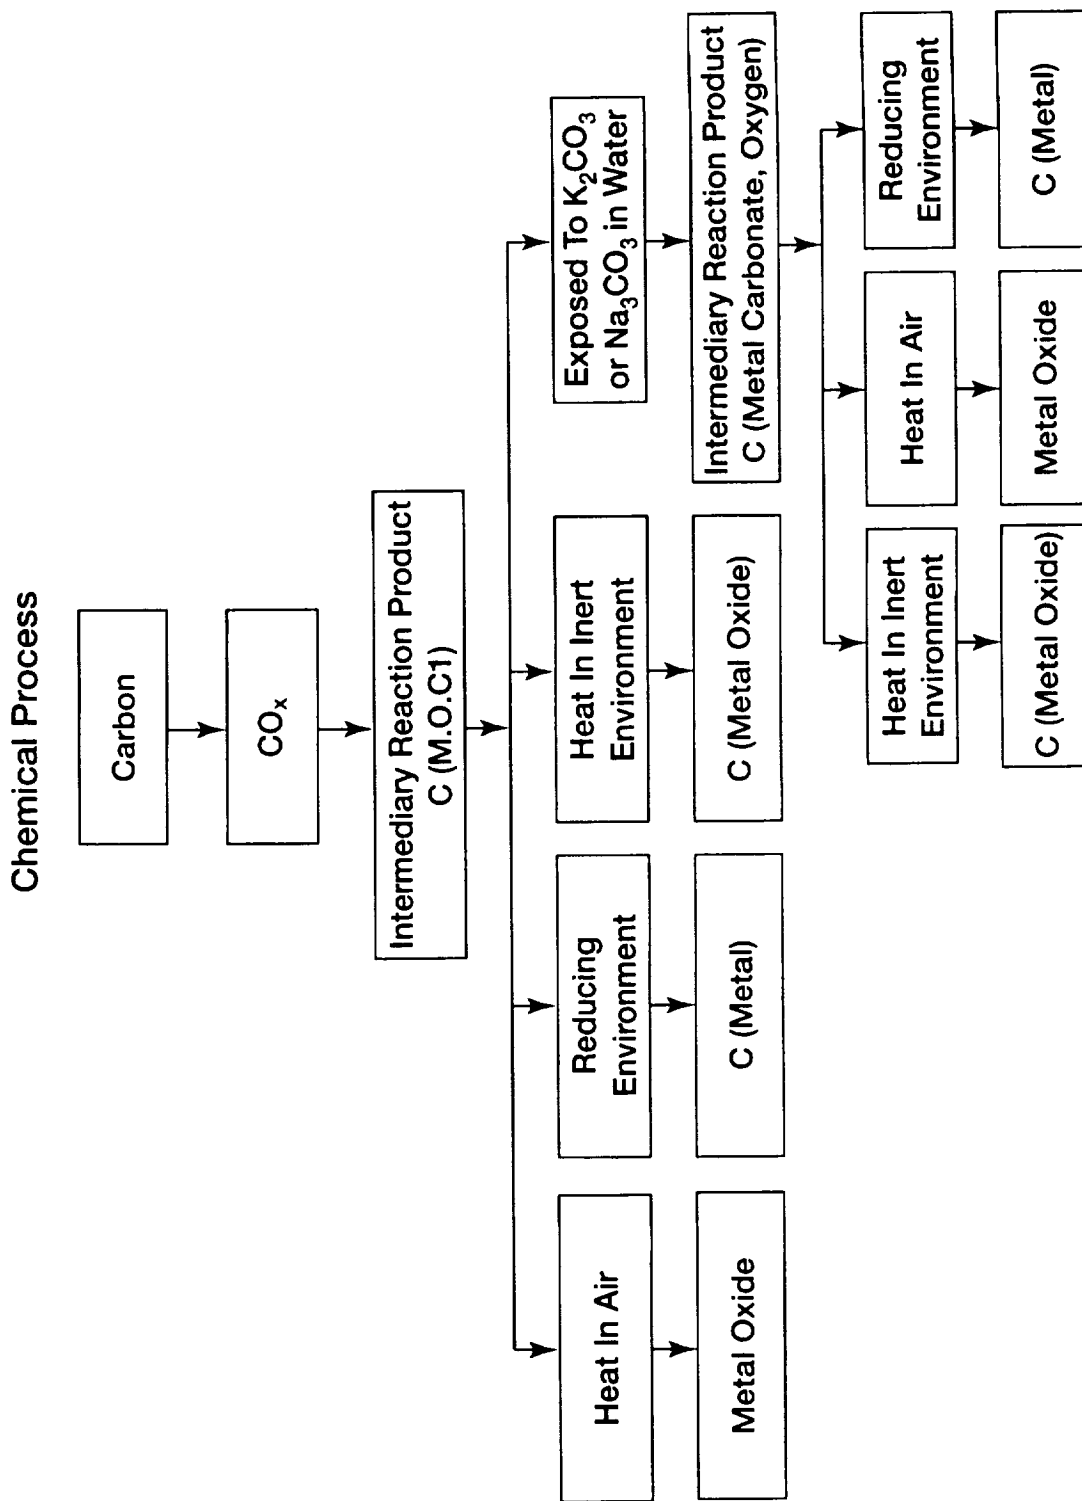 Chemical Process
Carbon
COₓ
Intermediary Reaction Product
C (M.O.C1)
Heat In Air
Reducing
Environment
Heat In Inert
Environment
Exposed To K₂CO₃
or Na₃CO₃ in Water
Metal Oxide
C (Metal)
C (Metal Oxide)
Intermediary Reaction Product
C (Metal Carbonate, Oxygen)
Heat In Inert
Environment
Heat In Air
Reducing
Environment
C (Metal Oxide)
Metal Oxide
C (Metal)